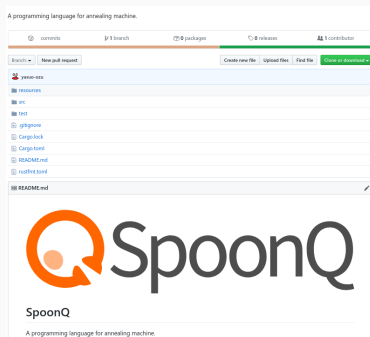 A programming language for annealing machine.
commits 1 branch 0 packages 0 releases 1 contributor
Branch: New pull request Create new file Upload files Find file Clone or download
yasuo-ozu
resources
src
test
.gitignore
Cargo.lock
Cargo.toml
README.md
rustfmt.toml
README.md
SpoonQ
SpoonQ
A programming language for annealing machine.